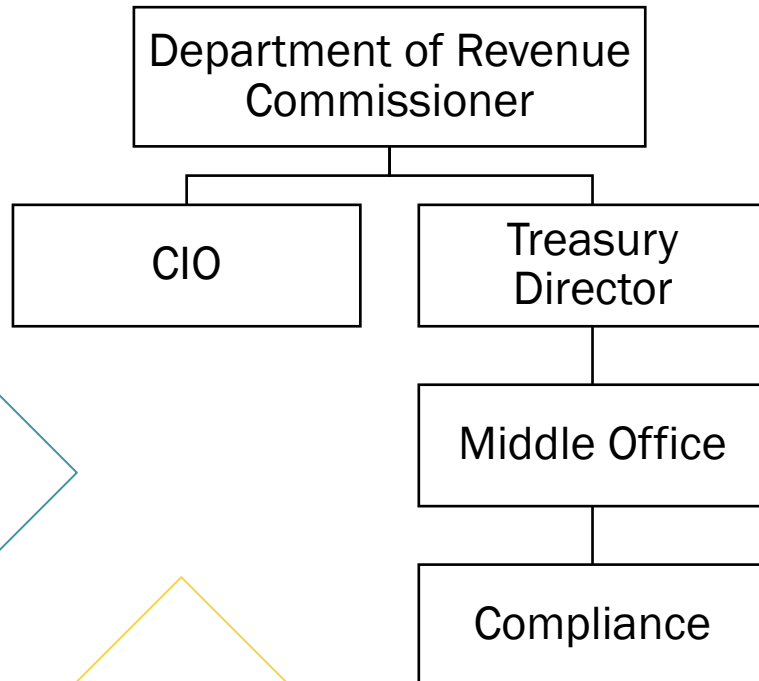 Department of Revenue
Commissioner
CIO
Treasury
Director
Middle Office
Compliance